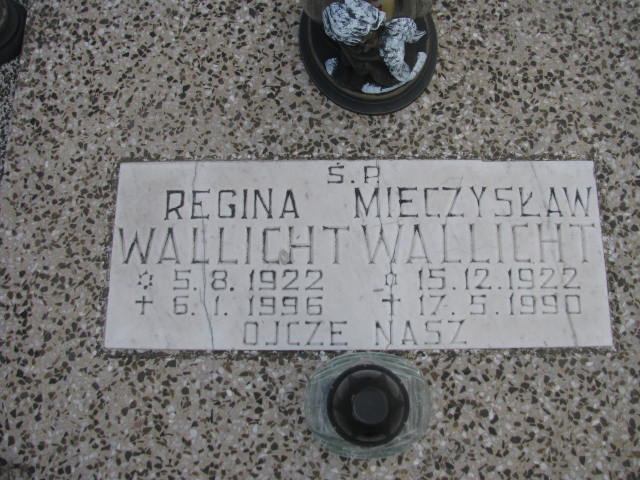 Ś.P.
REGINA MIECZYSŁAW
WALLICHT WALLICHT
☼ 5.8.1922 ☼ 15.12.1922
+ 6.1.1996 + 17.5.1990
OJCZE NASZ